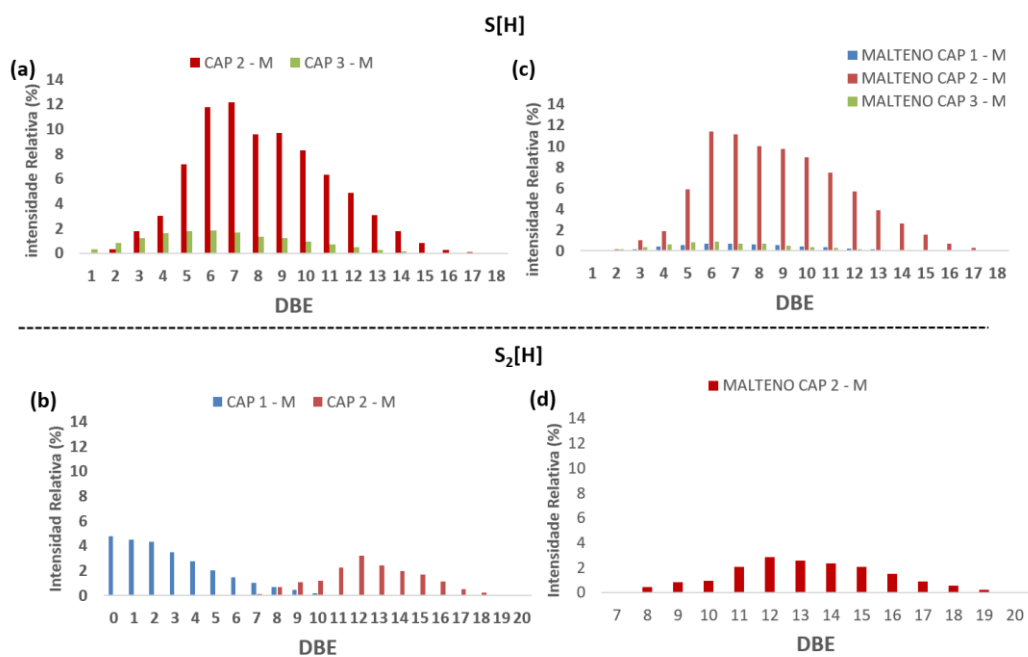 S[H]
(a)
CAP 2 - M CAP 3 - M
intensidade Relativa (%)
14
12
10
8
6
4
2
0
1 2 3 4 5 6 7 8 9 10 11 12 13 14 15 16 17 18
DBE
(c)
MALTENO CAP 1 - M
MALTENO CAP 2 - M
MALTENO CAP 3 - M
intensidade Relativa (%)
14
12
10
8
6
4
2
0
1 2 3 4 5 6 7 8 9 10 11 12 13 14 15 16 17 18
DBE
S₂[H]
(b)
CAP 1 - M CAP 2 - M
Intensidad Relativa (%)
14
12
10
8
6
4
2
0
0 1 2 3 4 5 6 7 8 9 10 11 12 13 14 15 16 17 18 19 20
DBE
(d)
MALTENO CAP 2 - M
Intensidade Relativa (%)
14
12
10
8
6
4
2
0
7 8 9 10 11 12 13 14 15 16 17 18 19 20
DBE